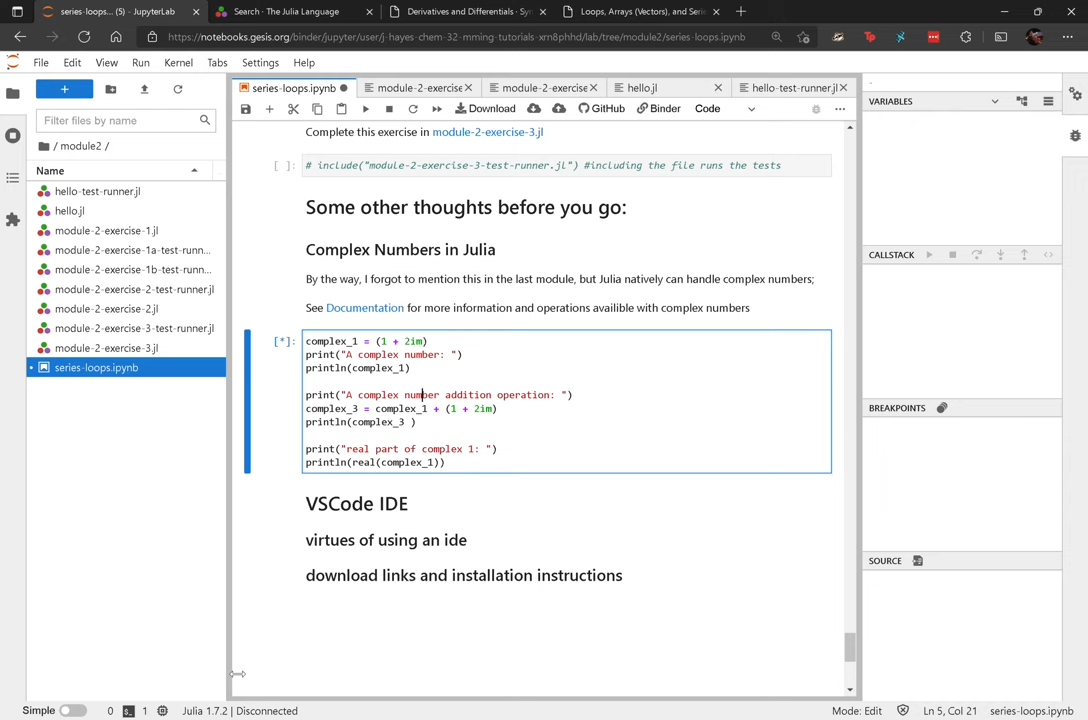 series-loops... (5) - JupyterLab
Search · The Julia Language
Derivatives and Differentials · Syn
Loops, Arrays (Vectors), and Serie
https://notebooks.gesis.org/binder/jupyter/user/j-hayes-chem-32-mming-tutorials-xrn8phhd/lab/tree/module2/series-loops.ipynb
File Edit View Run Kernel Tabs Settings Help
series-loops.ipynb
module-2-exercise
module-2-exercise
hello.jl
hello-test-runner.jl
Download GitHub Binder Code
VARIABLES
Filter files by name
/ module2 /
Name
hello-test-runner.jl
hello.jl
module-2-exercise-1.jl
module-2-exercise-1a-test-runn...
module-2-exercise-1b-test-runn...
module-2-exercise-2-test-runner.jl
module-2-exercise-2.jl
module-2-exercise-3-test-runner.jl
module-2-exercise-3.jl
series-loops.ipynb
Complete this exercise in module-2-exercise-3.jl
[ ]: # include("module-2-exercise-3-test-runner.jl") #including the file runs the tests
Some other thoughts before you go:
Complex Numbers in Julia
By the way, I forgot to mention this in the last module, but Julia natively can handle complex numbers;
See Documentation for more information and operations availible with complex numbers
[*]: complex_1 = (1 + 2im)
print("A complex number: ")
println(complex_1)
print("A complex number addition operation: ")
complex_3 = complex_1 + (1 + 2im)
println(complex_3 )
print("real part of complex 1: ")
println(real(complex_1))
VSCode IDE
virtues of using an ide
download links and installation instructions
CALLSTACK
BREAKPOINTS
SOURCE
Simple 0 1 Julia 1.7.2 | Disconnected
Mode: Edit Ln 5, Col 21 series-loops.ipynb